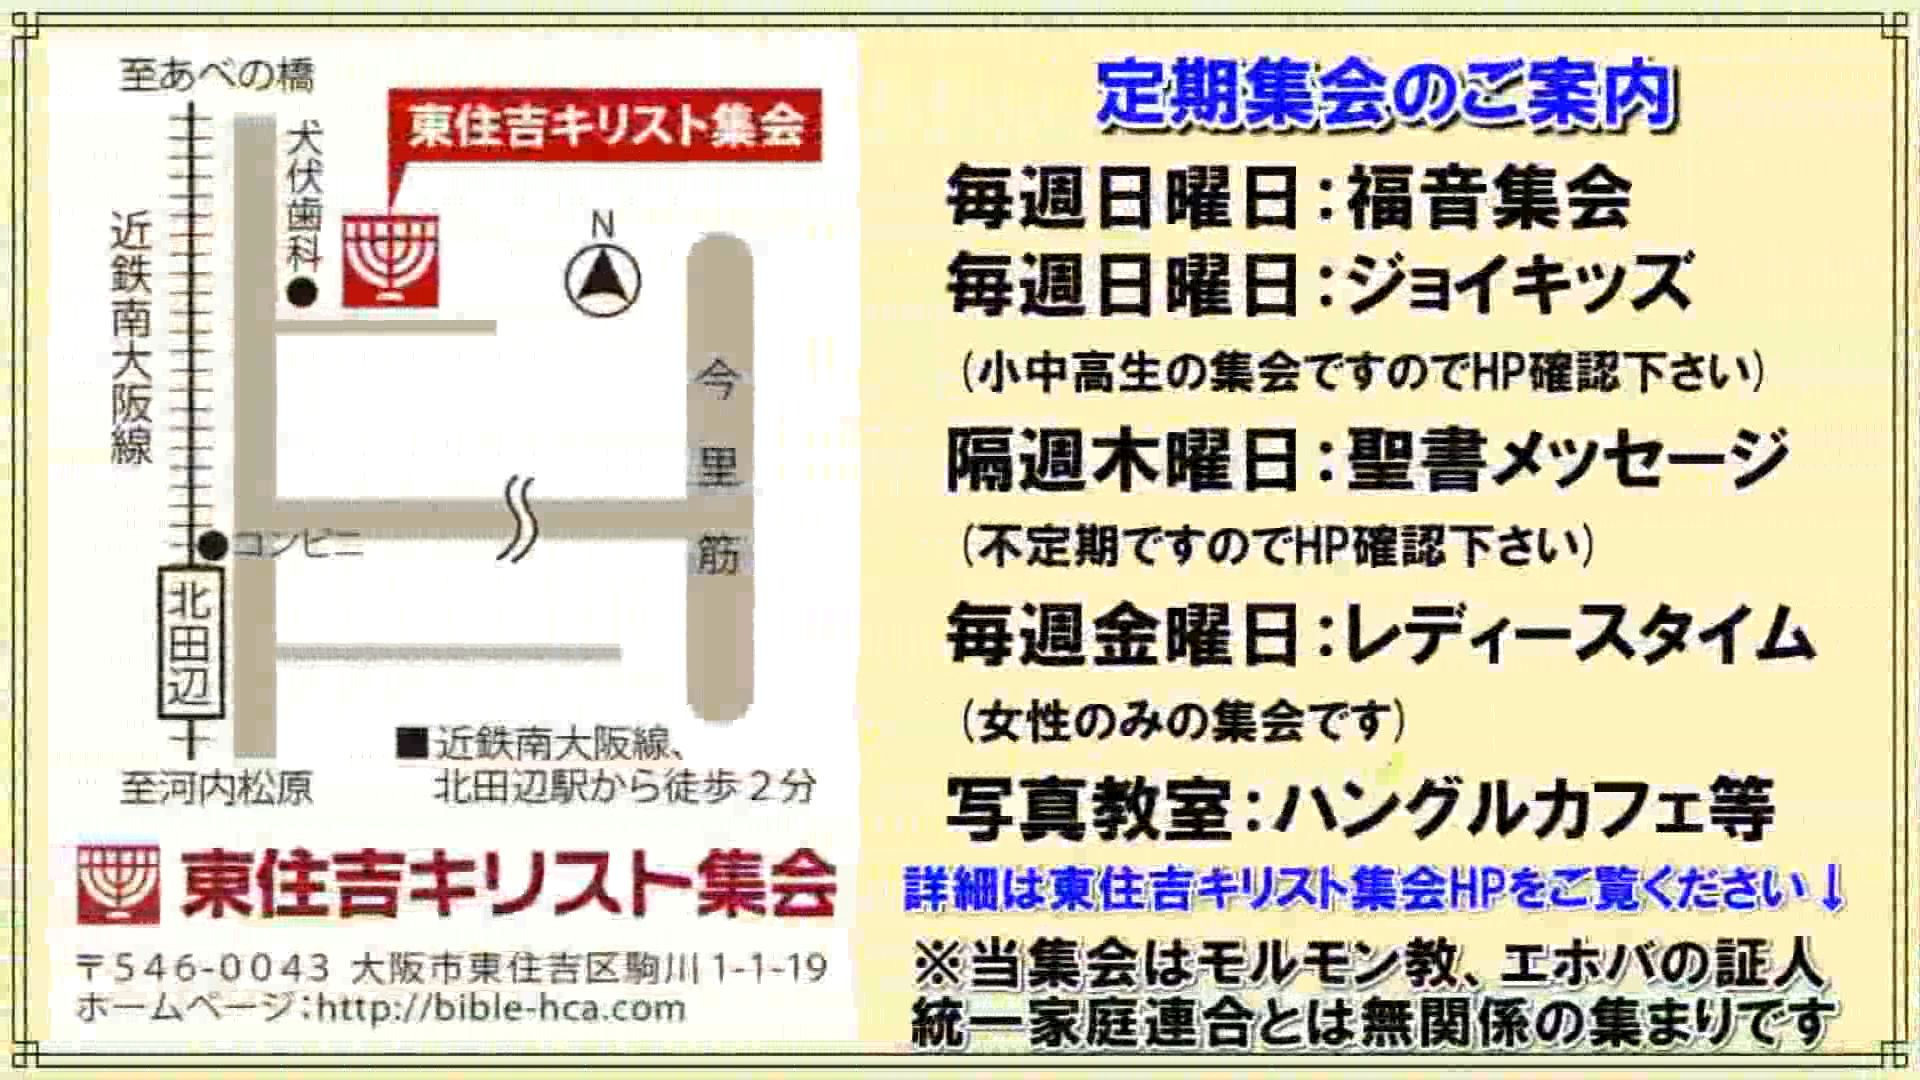 至あべの橋
東住吉キリスト集会
犬伏歯科
近鉄南大阪線
N
今里筋
コンビニ
北田辺
■近鉄南大阪線、
北田辺駅から徒歩2分
至河内松原
東住吉キリスト集会
〒546-0043 大阪市東住吉区駒川1-1-19
ホームページ:http://bible-hca.com
定期集会のご案内
毎週日曜日:福音集会
毎週日曜日:ジョイキッズ
(小中高生の集会ですのでHP確認下さい)
隔週木曜日:聖書メッセージ
(不定期ですのでHP確認下さい)
毎週金曜日:レディースタイム
(女性のみの集会です)
写真教室:ハングルカフェ等
詳細は東住吉キリスト集会HPをご覧ください↓
※当集会はモルモン教、エホバの証人
統一家庭連合とは無関係の集まりです